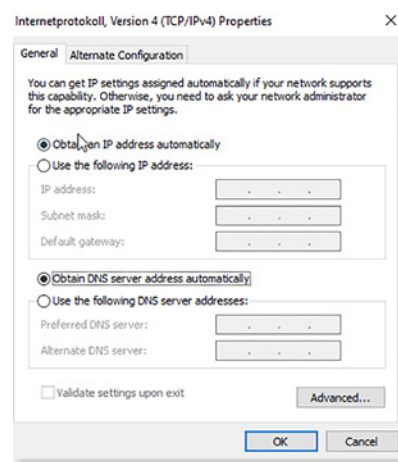 Internetprotokoll, Version 4 (TCP/IPv4) Properties
General Alternate Configuration
You can get IP settings assigned automatically if your network supports
this capability. Otherwise, you need to ask your network administrator
for the appropriate IP settings.
Obtain an IP address automatically
Use the following IP address:
IP address:
Subnet mask:
Default gateway:
Obtain DNS server address automatically
Use the following DNS server addresses:
Preferred DNS server:
Alternate DNS server:
Validate settings upon exit
Advanced...
OK Cancel